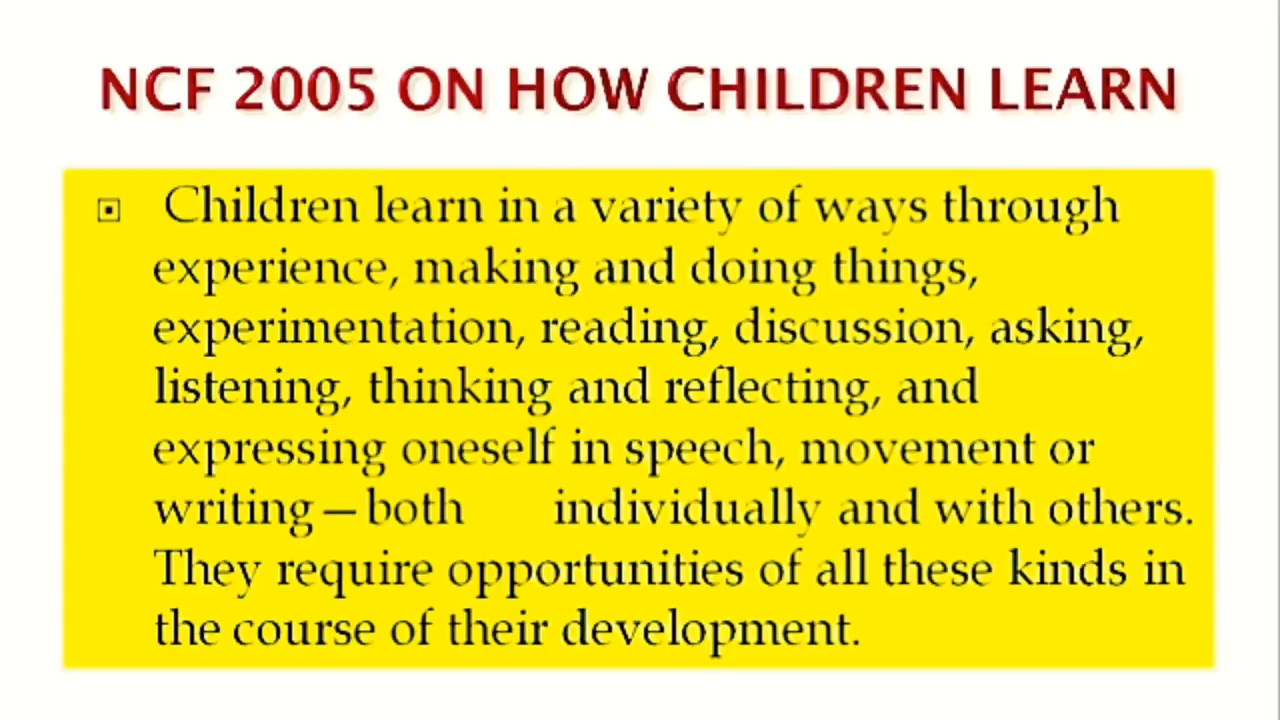 NCF 2005 ON HOW CHILDREN LEARN
Children learn in a variety of ways through
experience, making and doing things,
experimentation, reading, discussion, asking,
listening, thinking and reflecting, and
expressing oneself in speech, movement or
writing — both individually and with others.
They require opportunities of all these kinds in
the course of their development.